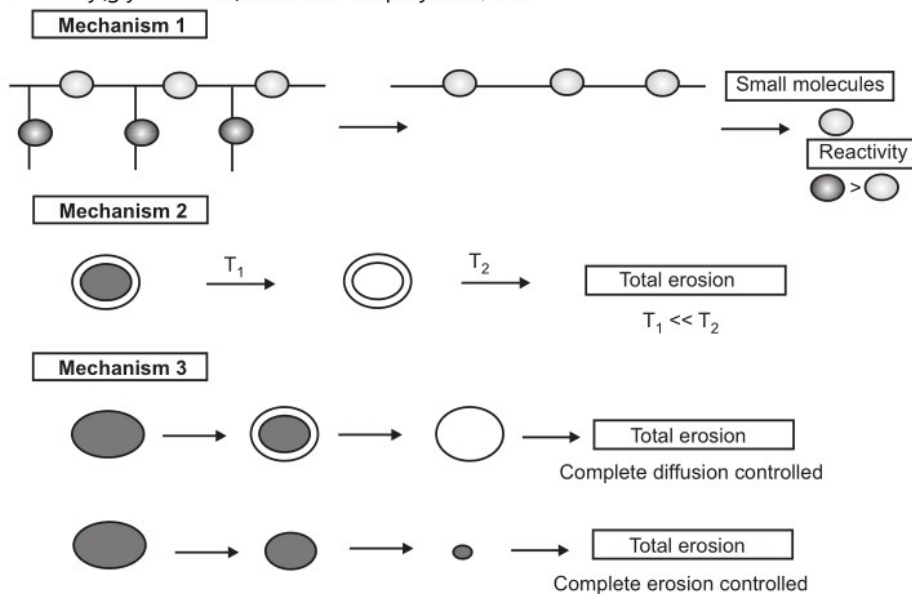 Mechanism 1
Small molecules
Reactivity
>
Mechanism 2
T1
T2
Total erosion
T1 << T2
Mechanism 3
Total erosion
Complete diffusion controlled
Total erosion
Complete erosion controlled